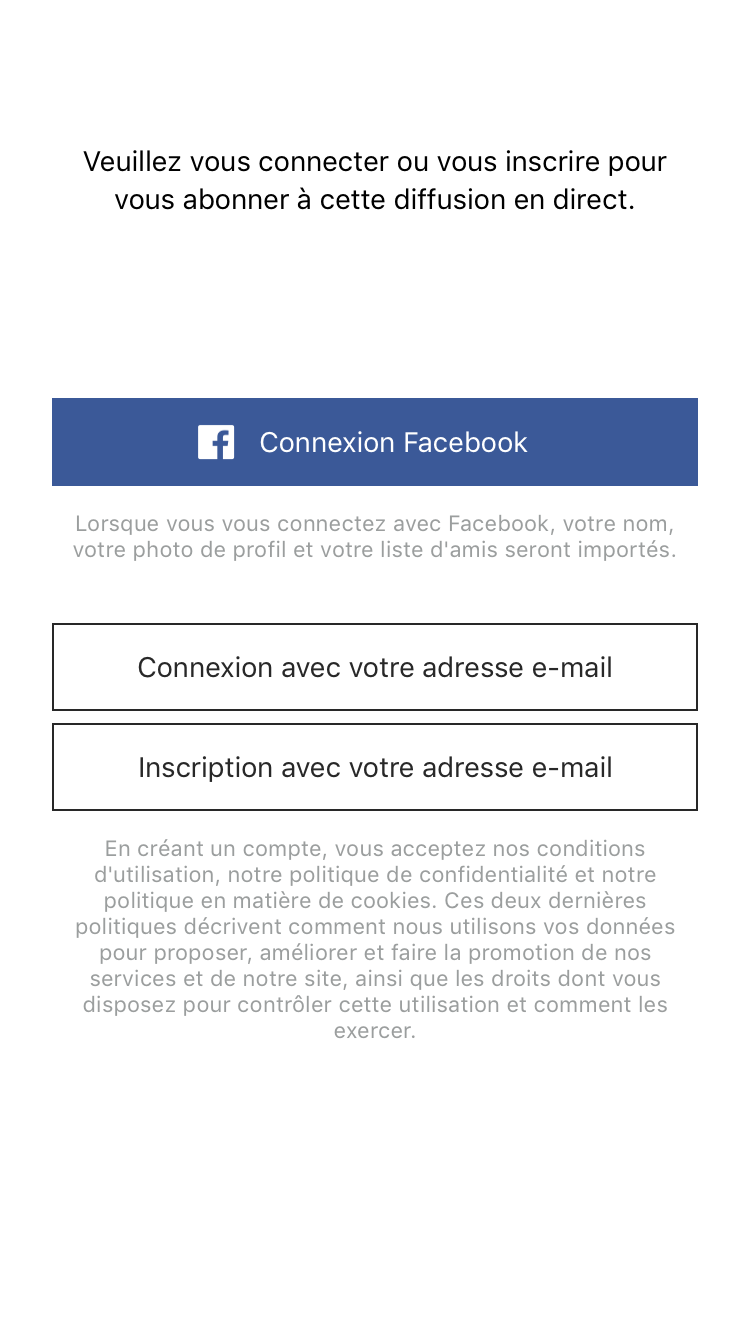 Veuillez vous connecter ou vous inscrire pour
vous abonner à cette diffusion en direct.
Connexion Facebook
Lorsque vous vous connectez avec Facebook, votre nom,
votre photo de profil et votre liste d'amis seront importés.
Connexion avec votre adresse e-mail
Inscription avec votre adresse e-mail
En créant un compte, vous acceptez nos conditions
d'utilisation, notre politique de confidentialité et notre
politique en matière de cookies. Ces deux dernières
politiques décrivent comment nous utilisons vos données
pour proposer, améliorer et faire la promotion de nos
services et de notre site, ainsi que les droits dont vous
disposez pour contrôler cette utilisation et comment les
exercer.